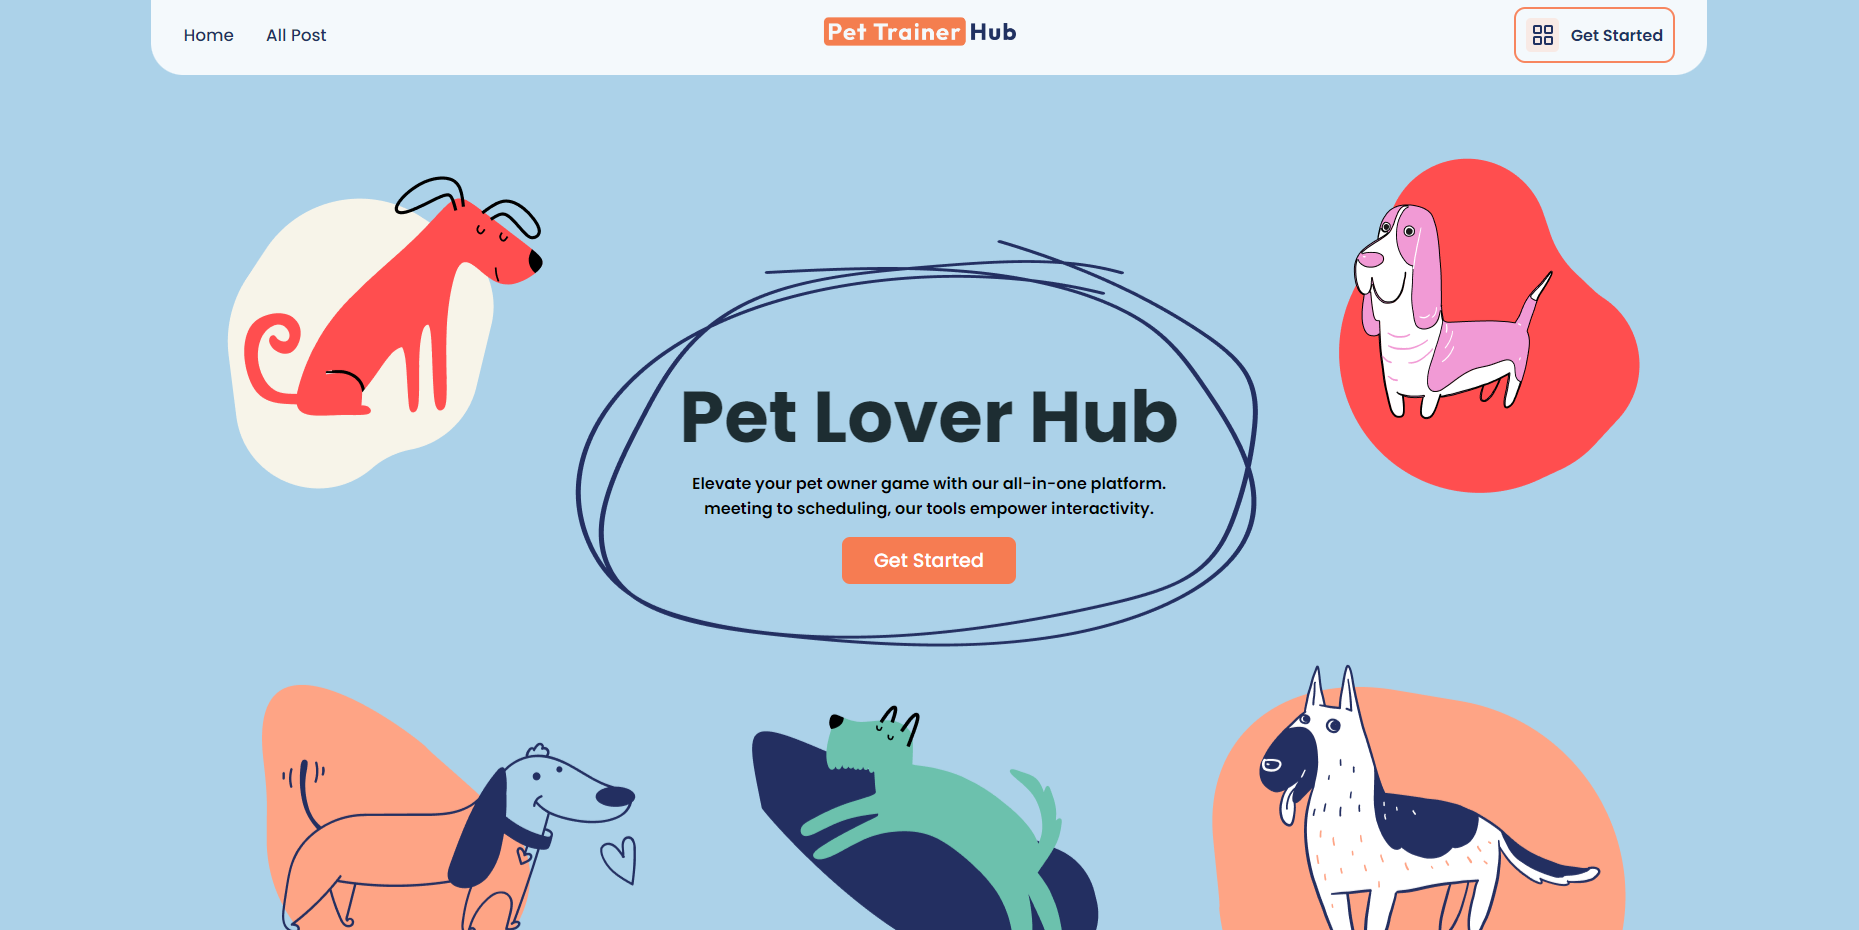 Home
All Post
Pet Trainer Hub
Get Started
Pet Lover Hub
Elevate your pet owner game with our all-in-one platform.
meeting to scheduling, our tools empower interactivity.
Get Started